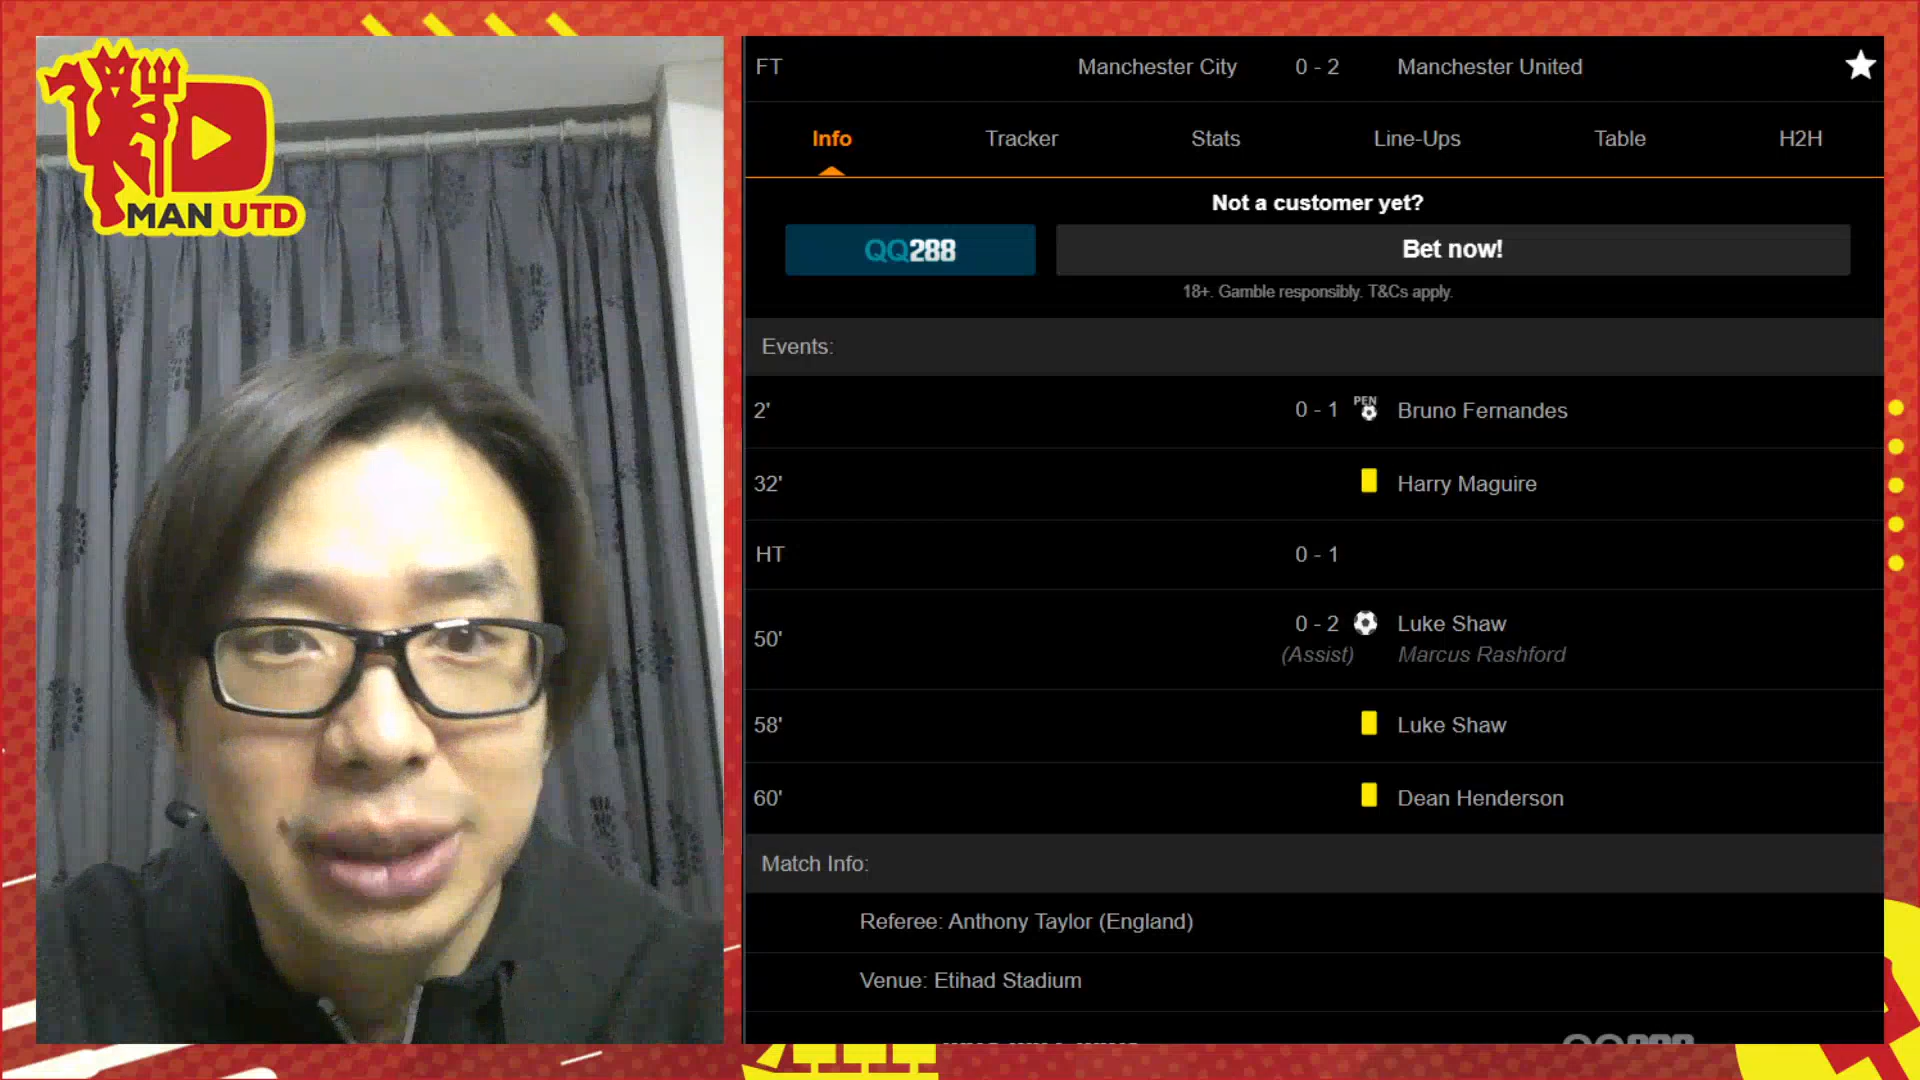 MAN UTD
FT Manchester City 0 - 2 Manchester United
Info Tracker Stats Line-Ups Table H2H
Not a customer yet?
QQ288 Bet now!
18+. Gamble responsibly. T&Cs apply.
Events:
2' 0 - 1 PEN Bruno Fernandes
32' Harry Maguire
HT 0 - 1
50' 0 - 2 Luke Shaw
(Assist) Marcus Rashford
58' Luke Shaw
60' Dean Henderson
Match Info:
Referee: Anthony Taylor (England)
Venue: Etihad Stadium